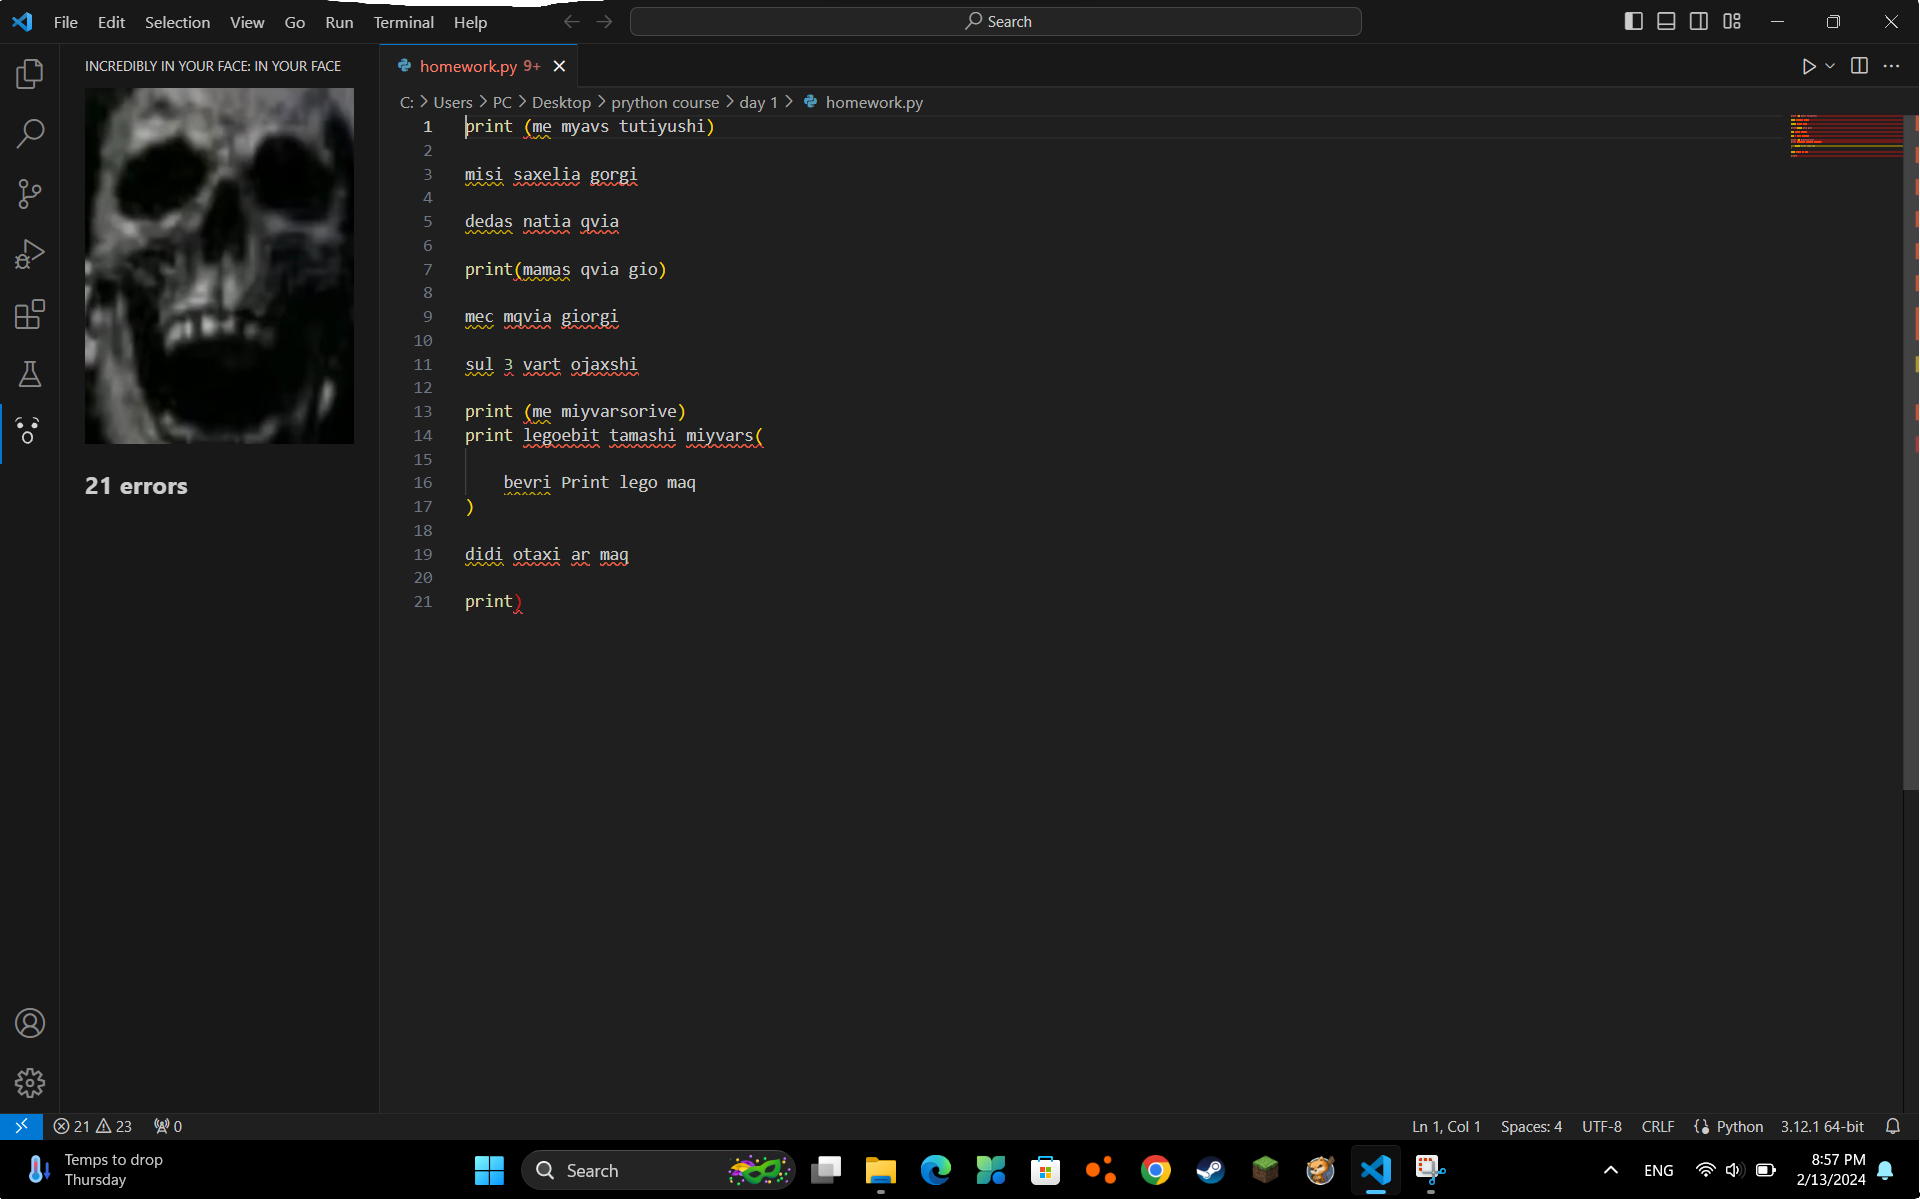 File Edit Selection View Go Run Terminal Help Search
INCREDIBLY IN YOUR FACE: IN YOUR FACE
21 errors
homework.py 9+
C: > Users > PC > Desktop > prython course > day 1 > homework.py
1 print (me myavs tutiyushi)
2
3 misi saxelia gorgi
4
5 dedas natia qvia
6
7 print(mamas qvia gio)
8
9 mec mqvia giorgi
10
11 sul 3 vart ojaxshi
12
13 print (me miyvarsorive)
14 print legoebit tamashi miyvars(
15
16 bevri Print lego maq
17 )
18
19 didi otaxi ar maq
20
21 print)
21 23 0 Ln 1, Col 1 Spaces: 4 UTF-8 CRLF Python 3.12.1 64-bit
Temps to drop
Thursday
Search
ENG
8:57 PM
2/13/2024